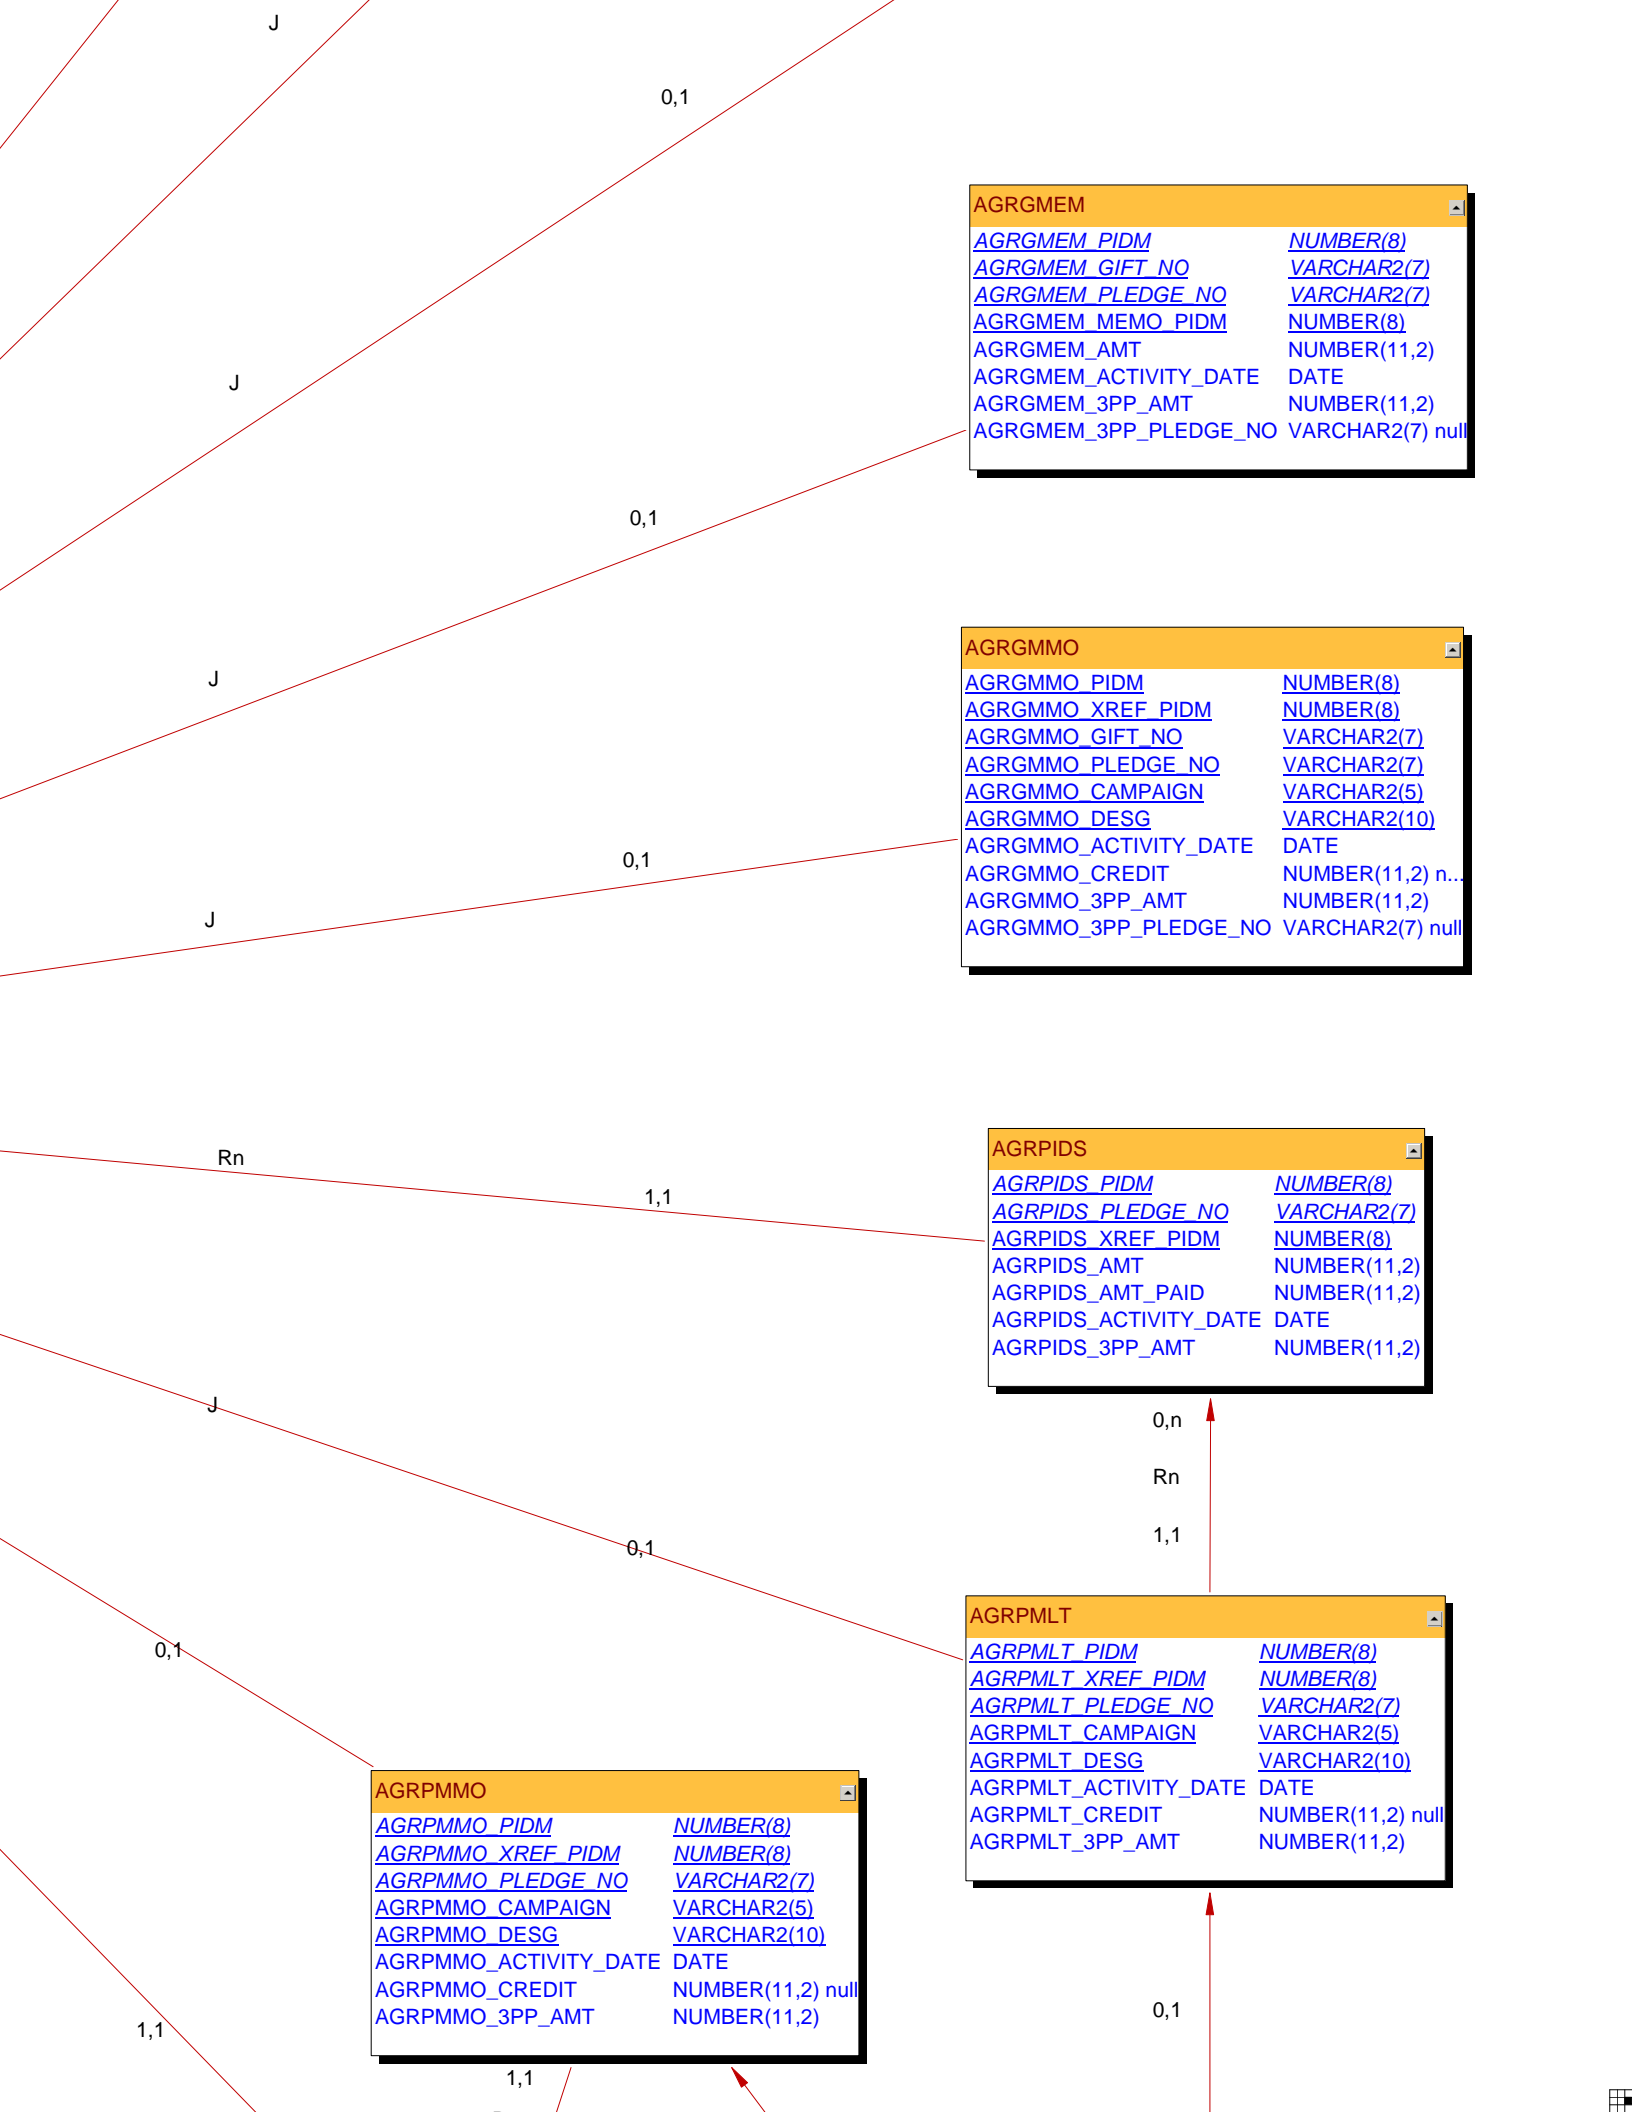 J
0,1
AGRGMEM
AGRGMEM_PIDM NUMBER(8)
AGRGMEM_GIFT_NO VARCHAR2(7)
AGRGMEM_PLEDGE_NO VARCHAR2(7)
AGRGMEM_MEMO_PIDM NUMBER(8)
AGRGMEM_AMT NUMBER(11,2)
AGRGMEM_ACTIVITY_DATE DATE
AGRGMEM_3PP_AMT NUMBER(11,2)
AGRGMEM_3PP_PLEDGE_NO VARCHAR2(7) null
J
0,1
J
AGRGMMO
AGRGMMO_PIDM NUMBER(8)
AGRGMMO_XREF_PIDM NUMBER(8)
AGRGMMO_GIFT_NO VARCHAR2(7)
AGRGMMO_PLEDGE_NO VARCHAR2(7)
AGRGMMO_CAMPAIGN VARCHAR2(5)
AGRGMMO_DESG VARCHAR2(10)
AGRGMMO_ACTIVITY_DATE DATE
AGRGMMO_CREDIT NUMBER(11,2) n...
AGRGMMO_3PP_AMT NUMBER(11,2)
AGRGMMO_3PP_PLEDGE_NO VARCHAR2(7) null
0,1
J
Rn
1,1
AGRPIDS
AGRPIDS_PIDM NUMBER(8)
AGRPIDS_PLEDGE_NO VARCHAR2(7)
AGRPIDS_XREF_PIDM NUMBER(8)
AGRPIDS_AMT NUMBER(11,2)
AGRPIDS_AMT_PAID NUMBER(11,2)
AGRPIDS_ACTIVITY_DATE DATE
AGRPIDS_3PP_AMT NUMBER(11,2)
J
0,n
Rn
1,1
0,1
AGRPMLT
AGRPMLT_PIDM NUMBER(8)
AGRPMLT_XREF_PIDM NUMBER(8)
AGRPMLT_PLEDGE_NO VARCHAR2(7)
AGRPMLT_CAMPAIGN VARCHAR2(5)
AGRPMLT_DESG VARCHAR2(10)
AGRPMLT_ACTIVITY_DATE DATE
AGRPMLT_CREDIT NUMBER(11,2) null
AGRPMLT_3PP_AMT NUMBER(11,2)
0,1
AGRPMMO
AGRPMMO_PIDM NUMBER(8)
AGRPMMO_XREF_PIDM NUMBER(8)
AGRPMMO_PLEDGE_NO VARCHAR2(7)
AGRPMMO_CAMPAIGN VARCHAR2(5)
AGRPMMO_DESG VARCHAR2(10)
AGRPMMO_ACTIVITY_DATE DATE
AGRPMMO_CREDIT NUMBER(11,2) null
AGRPMMO_3PP_AMT NUMBER(11,2)
0,1
1,1
1,1